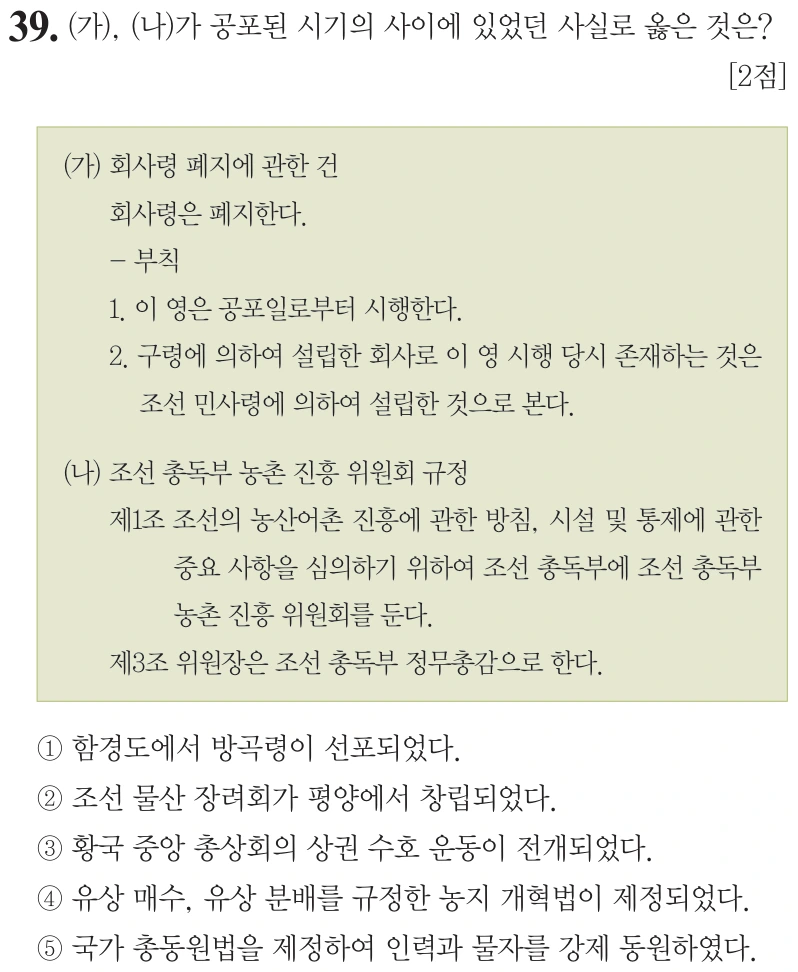 39. (가), (나)가 공포된 시기의 사이에 있었던 사실로 옳은 것은?
[2점]
(가) 회사령 폐지에 관한 건
회사령은 폐지한다.
- 부칙
1. 이 영은 공포일로부터 시행한다.
2. 구령에 의하여 설립한 회사로 이 영 시행 당시 존재하는 것은
조선 민사령에 의하여 설립한 것으로 본다.
(나) 조선 총독부 농촌 진흥 위원회 규정
제1조 조선의 농산어촌 진흥에 관한 방침, 시설 및 통제에 관한
중요 사항을 심의하기 위하여 조선 총독부에 조선 총독부
농촌 진흥 위원회를 둔다.
제3조 위원장은 조선 총독부 정무총감으로 한다.
① 함경도에서 방곡령이 선포되었다.
② 조선 물산 장려회가 평양에서 창립되었다.
③ 황국 중앙 총상회의 상권 수호 운동이 전개되었다.
④ 유상 매수, 유상 분배를 규정한 농지 개혁법이 제정되었다.
⑤ 국가 총동원법을 제정하여 인력과 물자를 강제 동원하였다.